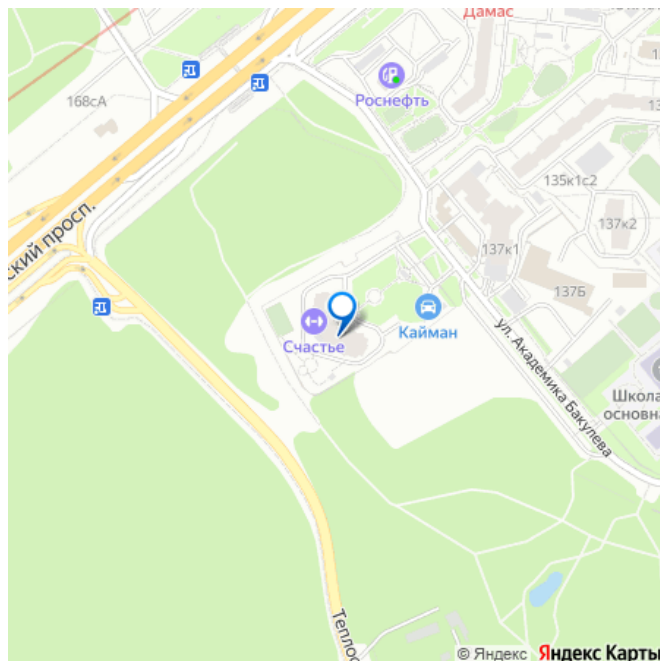 Дамас
168сА
Роснефть
135к1с2
137к2
137к1
137Б
ский просп.
Счастье
Кайман
ул. Академика Бакулева
Школа
основна
Теплос
© Яндекс Яндекс Карты